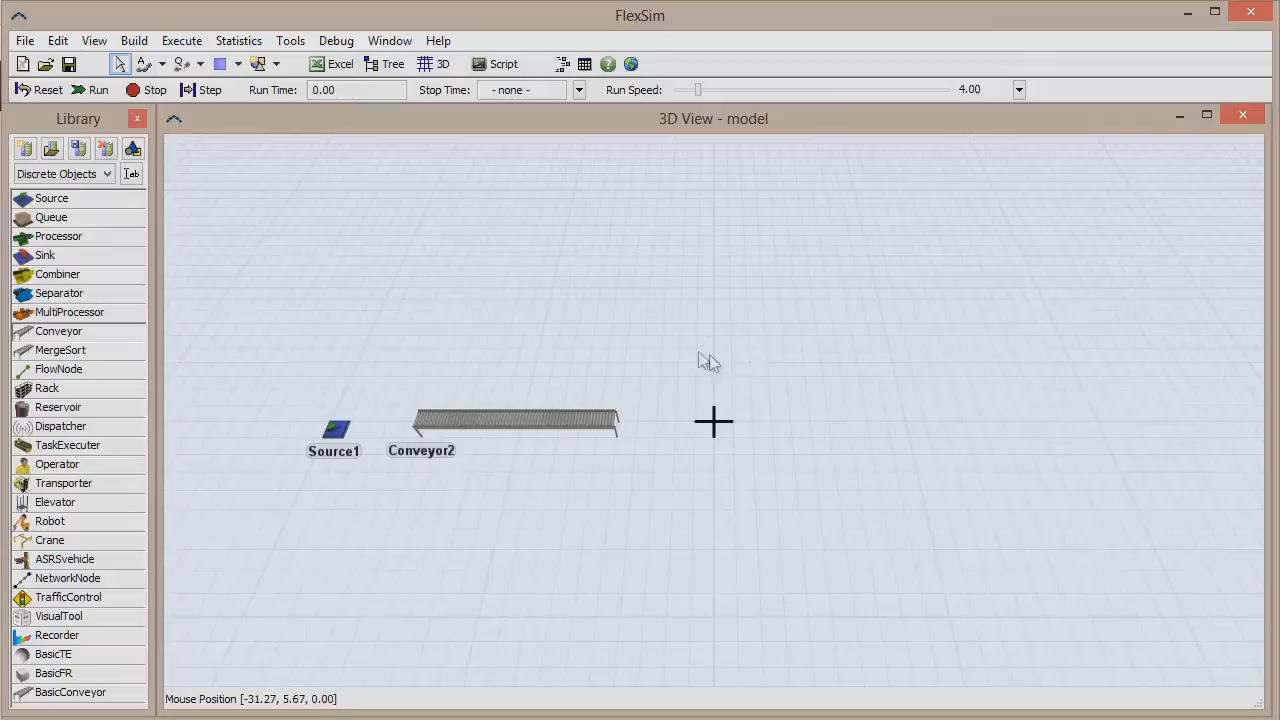 FlexSim
File Edit View Build Execute Statistics Tools Debug Window Help
Excel Tree 3D Script
Reset Run Stop Step Run Time: 0.00 Stop Time: - none - Run Speed: 4.00
Library
3D View - model
Discrete Objects
ab
Source
Queue
Processor
Sink
Combiner
Separator
MultiProcessor
Conveyor
MergeSort
FlowNode
Rack
Reservoir
Dispatcher
TaskExecuter
Operator
Transporter
Elevator
Robot
Crane
ASRSvehicle
NetworkNode
TrafficControl
VisualTool
Recorder
BasicTE
BasicFR
BasicConveyor
Source1 Conveyor2
Mouse Position [-31.27, 5.67, 0.00]